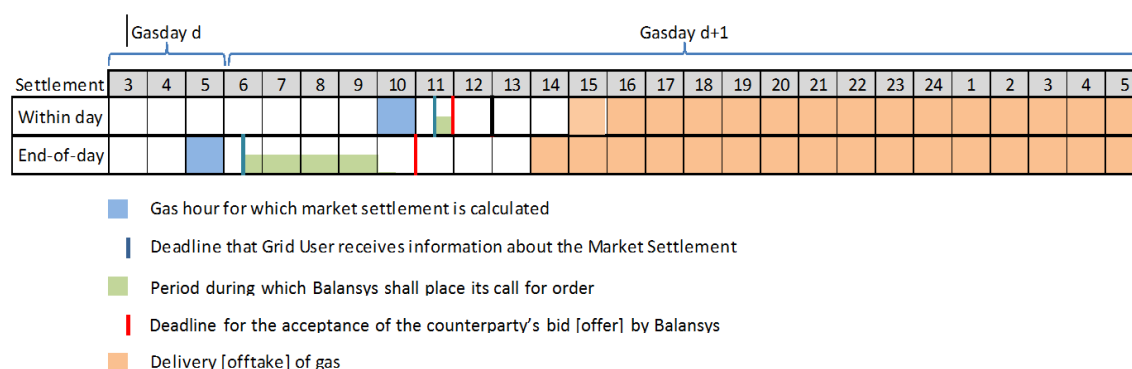 Gasday d Gasday d+1
Settlement 3 4 5 6 7 8 9 10 11 12 13 14 15 16 17 18 19 20 21 22 23 24 1 2 3 4 5
Within day
End-of-day
Gas hour for which market settlement is calculated
Deadline that Grid User receives information about the Market Settlement
Period during which Balansys shall place its call for order
Deadline for the acceptance of the counterparty's bid [offer] by Balansys
Delivery [offtake] of gas